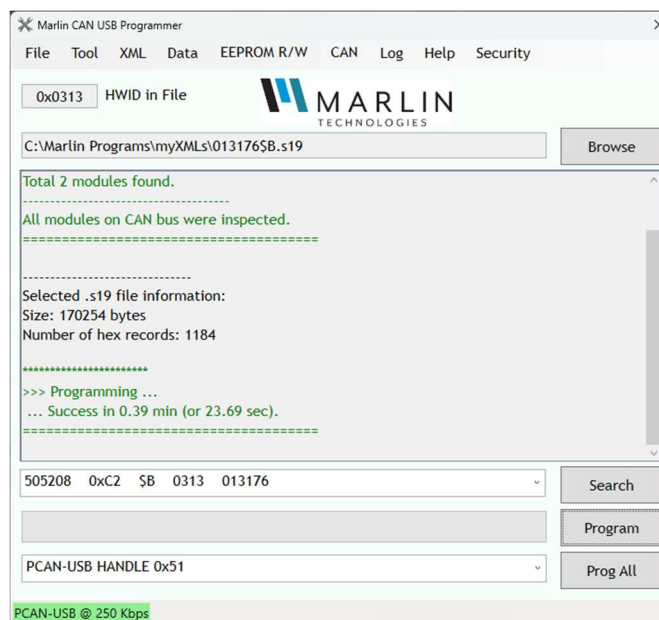 Marlin CAN USB Programmer
File Tool XML Data EEPROM R/W CAN Log Help Security
0x0313 HWID in File
MARLIN
TECHNOLOGIES
C:\Marlin Programs\myXMLs\013176$B.s19 Browse
Total 2 modules found.
--------------------------------------
All modules on CAN bus were inspected.
======================================
-------------------------------
Selected .s19 file information:
Size: 170254 bytes
Number of hex records: 1184
***********************
>>> Programming ...
... Success in 0.39 min (or 23.69 sec).
======================================
505208 0xC2 $B 0313 013176 Search
Program
PCAN-USB HANDLE 0x51 Prog All
PCAN-USB @ 250 Kbps